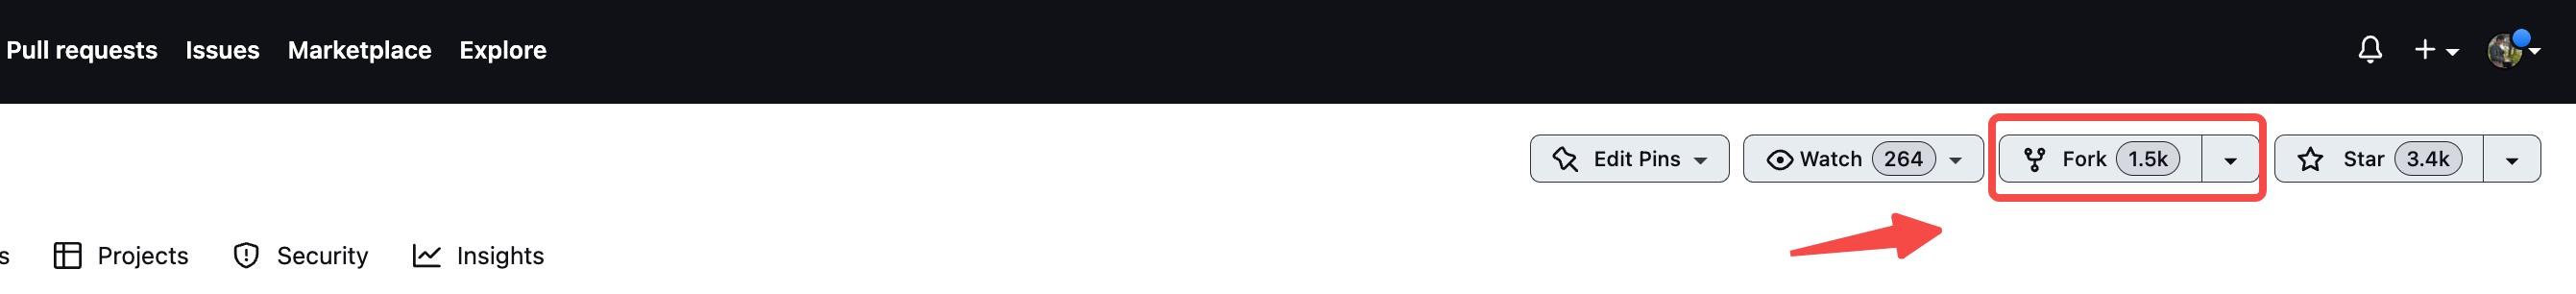 Pull requests Issues Marketplace Explore
Edit Pins Watch 264 Fork 1.5k Star 3.4k
s Projects Security Insights